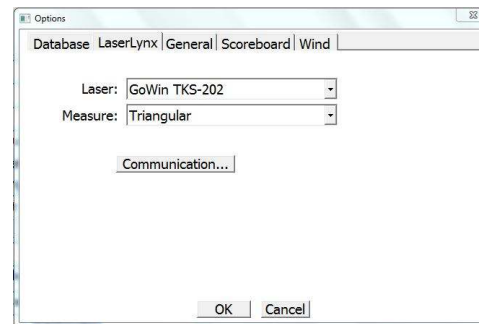 Options
Database LaserLynx General Scoreboard Wind
Laser: GoWin TKS-202
Measure: Triangular
Communication...
OK Cancel